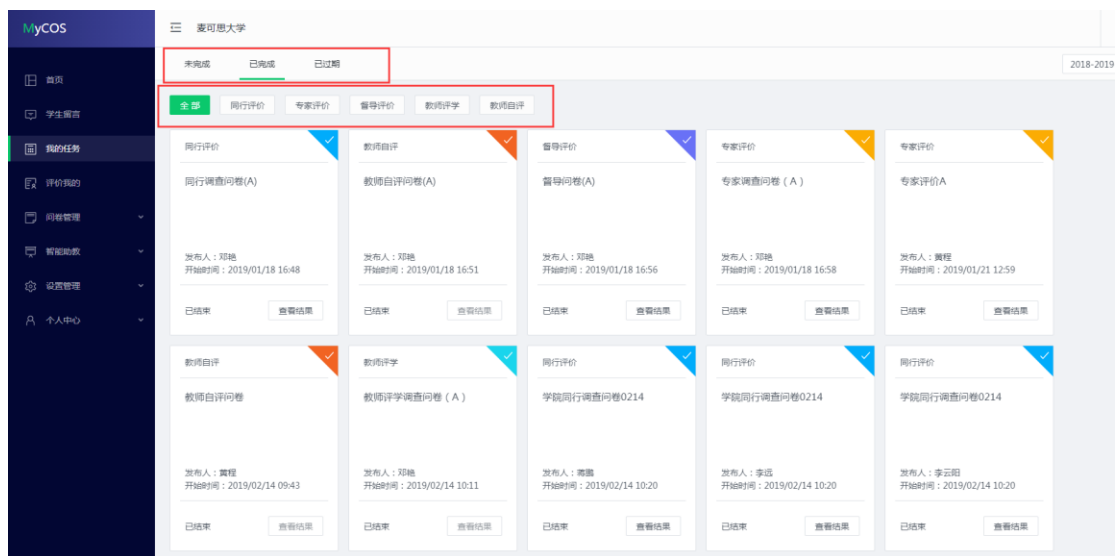 MyCOS
麦可思大学
未完成 已完成 已过期
2018-2019
首页
学生留言
我的任务
评价我的
问卷管理
智能助教
设置管理
个人中心
全部 同行评价 专家评价 督导评价 教师评学 教师自评
同行评价 教师自评 督导评价 专家评价 专家评价
同行调查问卷(A) 教师自评问卷(A) 督导问卷(A) 专家调查问卷（A） 专家评价A
发布人：邓艳 发布人：邓艳 发布人：邓艳 发布人：邓艳 发布人：黄程
开始时间：2019/01/18 16:48 开始时间：2019/01/18 16:51 开始时间：2019/01/18 16:56 开始时间：2019/01/18 16:58 开始时间：2019/01/21 12:59
已结束 查看结果 已结束 查看结果 已结束 查看结果 已结束 查看结果 已结束 查看结果
教师自评 教师评学 同行评价 同行评价 同行评价
教师自评问卷 教师评学调查问卷（A） 学院同行调查问卷0214 学院同行调查问卷0214 学院同行调查问卷0214
发布人：黄程 发布人：邓艳 发布人：蒋鹏 发布人：李远 发布人：李云阳
开始时间：2019/02/14 09:43 开始时间：2019/02/14 10:11 开始时间：2019/02/14 10:20 开始时间：2019/02/14 10:20 开始时间：2019/02/14 10:20
已结束 查看结果 已结束 查看结果 已结束 查看结果 已结束 查看结果 已结束 查看结果